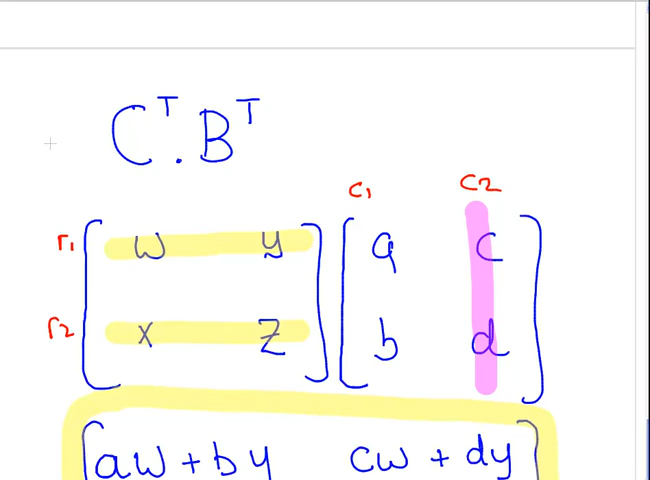 Cᵀ . Bᵀ
C₁ C2
r₁ w y a c
r₂ x z b d
aw + by cw + dy